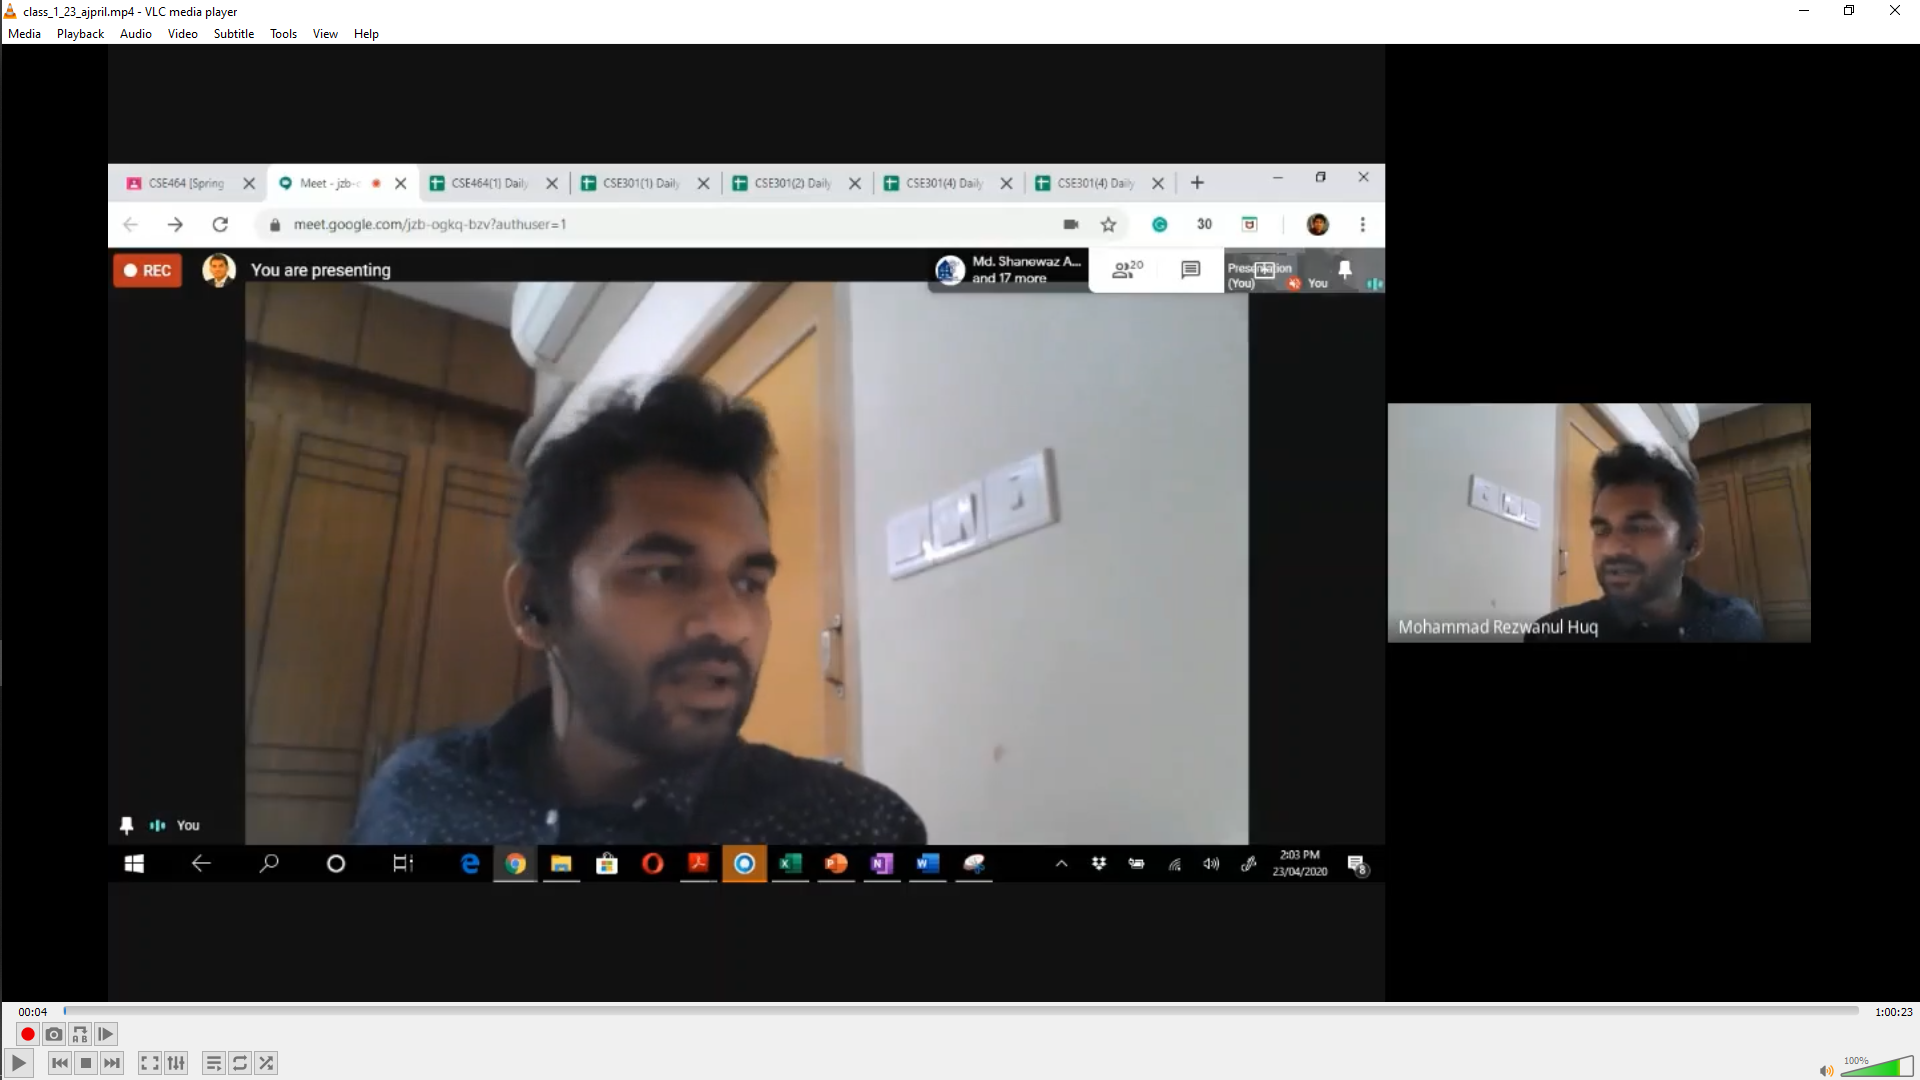 class_1_23_ajpril.mp4 - VLC media player
Media Playback Audio Video Subtitle Tools View Help
CSE464 [Spring Meet - jzb- CSE464(1) Daily CSE301(1) Daily CSE301(2) Daily CSE301(4) Daily CSE301(4) Daily
meet.google.com/jzb-ogkq-bzv?authuser=1 30
REC You are presenting
Md. Shanewaz A...
and 17 more
20
Presentation
(You)
You
Mohammad Rezwanul Huq
You
2:03 PM
23/04/2020
8
00:04 1:00:23
100%